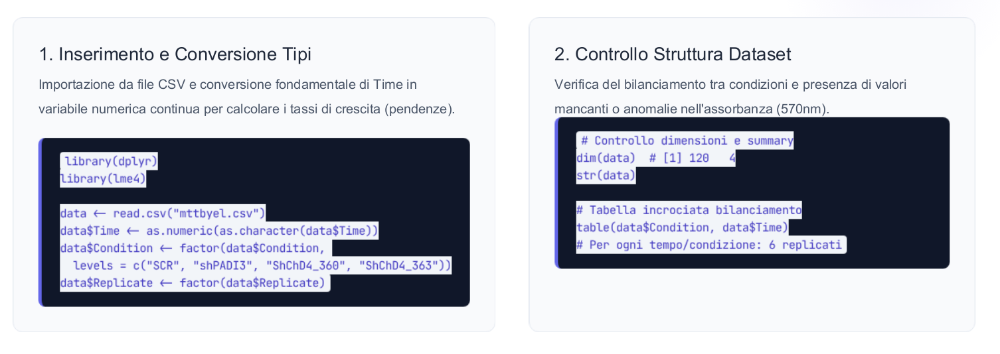 1. Inserimento e Conversione Tipi
Importazione da file CSV e conversione fondamentale di Time in
variabile numerica continua per calcolare i tassi di crescita (pendenze).
library(dplyr)
library(lme4)
data <- read.csv("mttbyel.csv")
data$Time <- as.numeric(as.character(data$Time))
data$Condition <- factor(data$Condition,
  levels = c("SCR", "shPADI3", "ShChD4_360", "ShChD4_363"))
data$Replicate <- factor(data$Replicate)
2. Controllo Struttura Dataset
Verifica del bilanciamento tra condizioni e presenza di valori
mancanti o anomalie nell'assorbanza (570nm).
# Controllo dimensioni e summary
dim(data)  # [1] 120   4
str(data)
# Tabella incrociata bilanciamento
table(data$Condition, data$Time)
# Per ogni tempo/condizione: 6 replicati